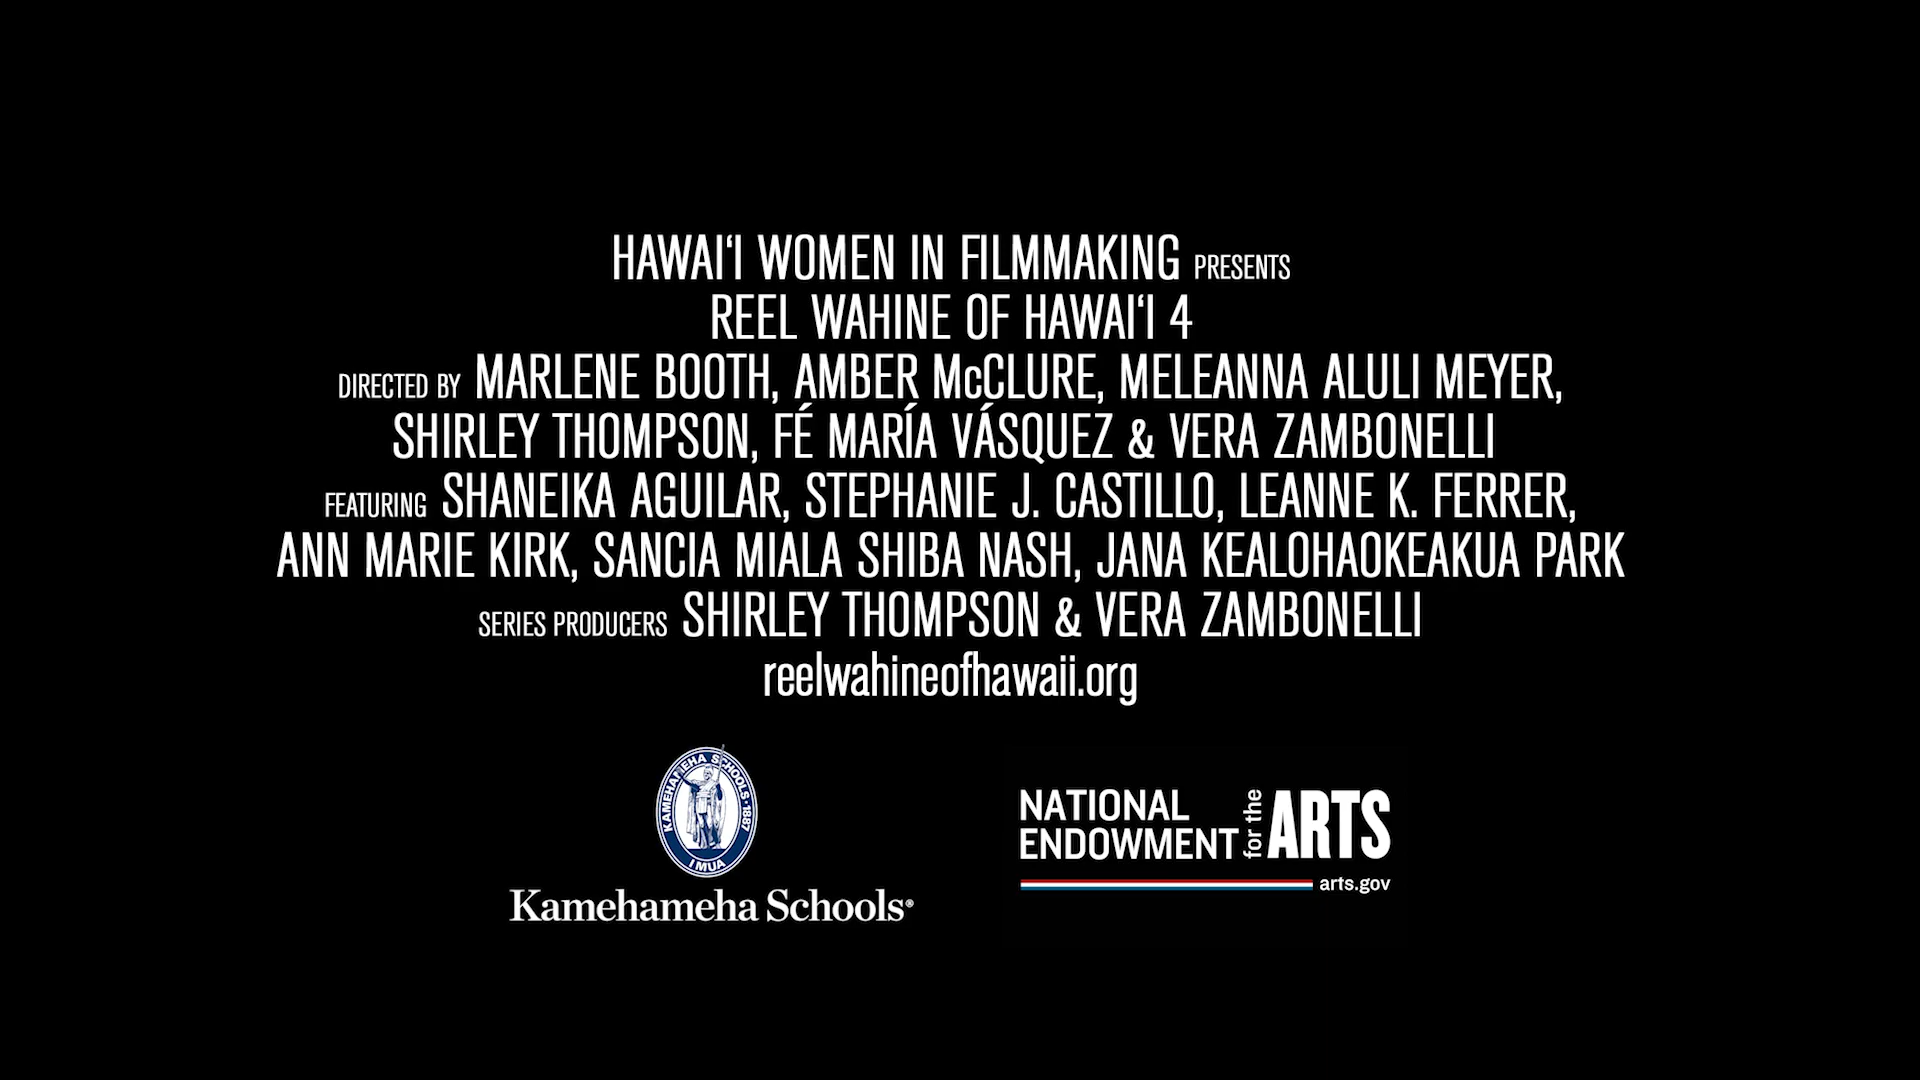 HAWAI‘I WOMEN IN FILMMAKING PRESENTS
REEL WAHINE OF HAWAI‘I 4
DIRECTED BY MARLENE BOOTH, AMBER McCLURE, MELEANNA ALULI MEYER,
SHIRLEY THOMPSON, FÉ MARÍA VÁSQUEZ & VERA ZAMBONELLI
FEATURING SHANEIKA AGUILAR, STEPHANIE J. CASTILLO, LEANNE K. FERRER,
ANN MARIE KIRK, SANCIA MIALA SHIBA NASH, JANA KEALOHAOKEAKUA PARK
SERIES PRODUCERS SHIRLEY THOMPSON & VERA ZAMBONELLI
reelwahineofhawaii.org
KAMEHAMEHA SCHOOLS · 1887
I MUA
Kamehameha Schools®
NATIONAL
ENDOWMENT
for the
ARTS
arts.gov